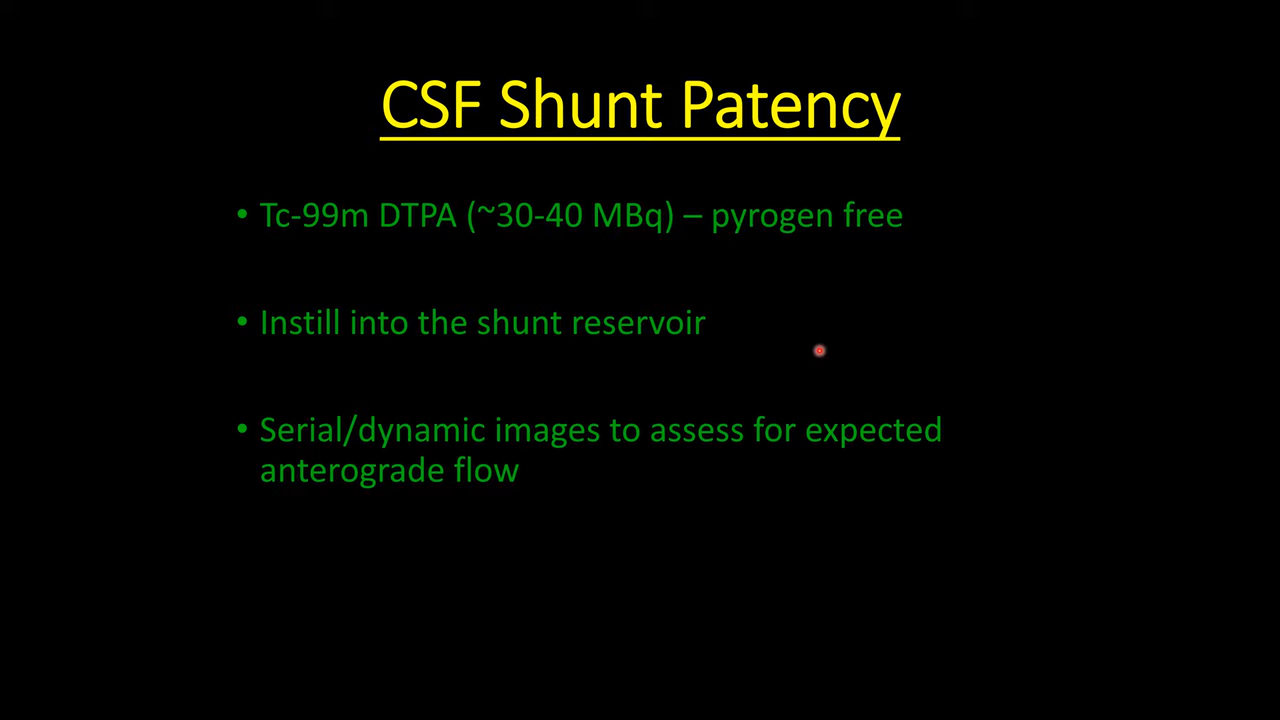 CSF Shunt Patency
• Tc-99m DTPA (~30-40 MBq) – pyrogen free
• Instill into the shunt reservoir
• Serial/dynamic images to assess for expected
anterograde flow